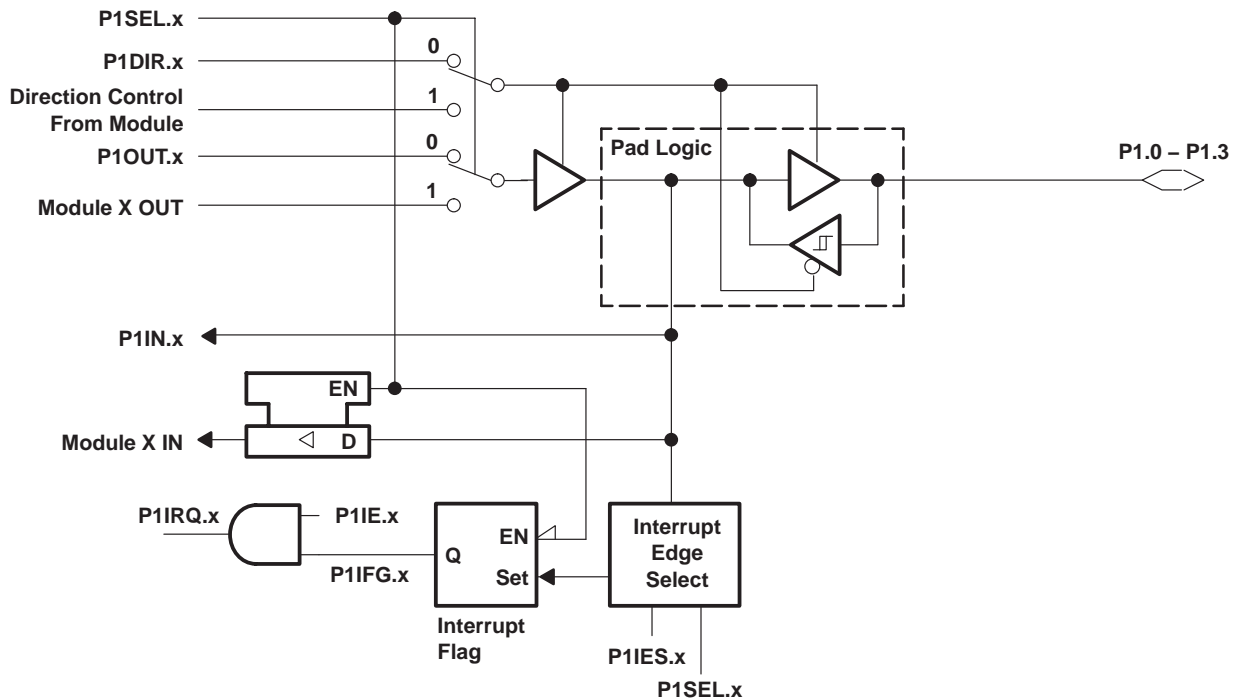 P1SEL.x
0
P1DIR.x
Direction Control
From Module
1
0
P1OUT.x
1
Module X OUT
Pad Logic
P1.0 – P1.3
P1IN.x
EN
Module X IN
D
P1IRQ.x
P1IE.x
P1IFG.x
EN
Q
Set
Interrupt
Flag
Interrupt
Edge
Select
P1IES.x
P1SEL.x